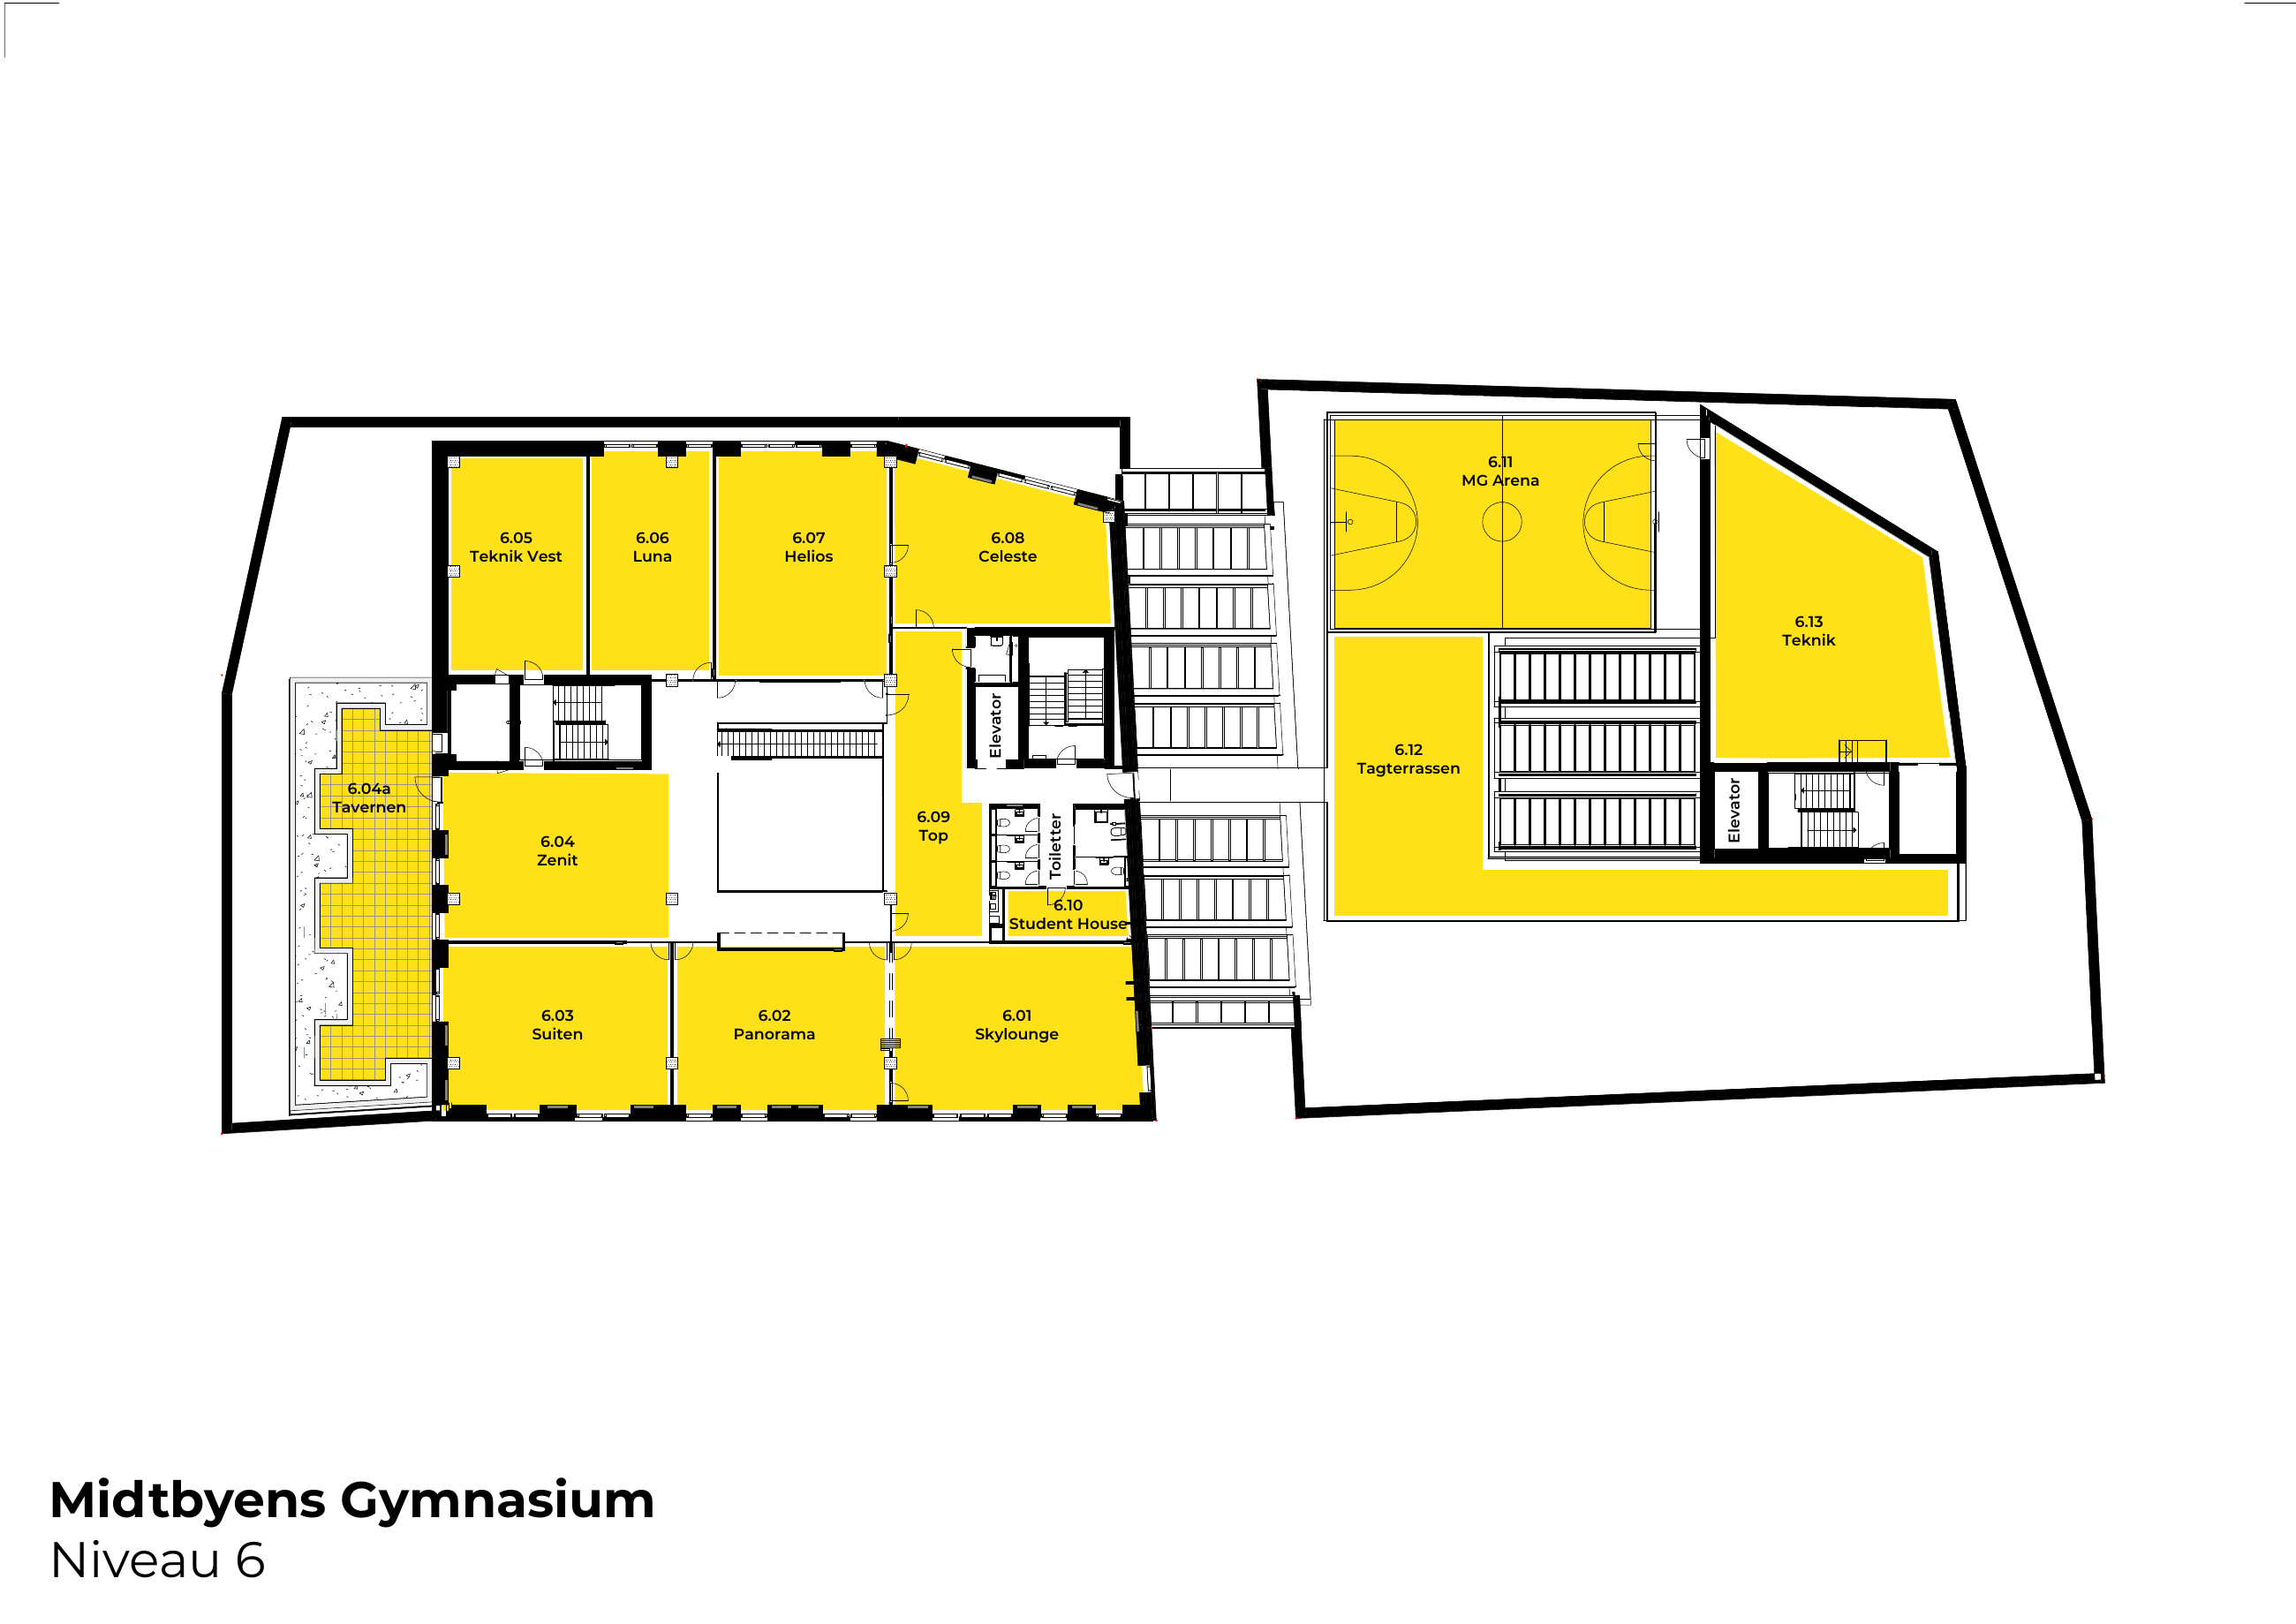 6.11
MG Arena
6.05
Teknik Vest
6.06
Luna
6.07
Helios
6.08
Celeste
6.13
Teknik
Elevator
6.12
Tagterrassen
6.04a
Tavernen
6.04
Zenit
6.09
Top
Toiletter
Elevator
6.10
Student House
6.03
Suiten
6.02
Panorama
6.01
Skylounge
Midtbyens Gymnasium
Niveau 6